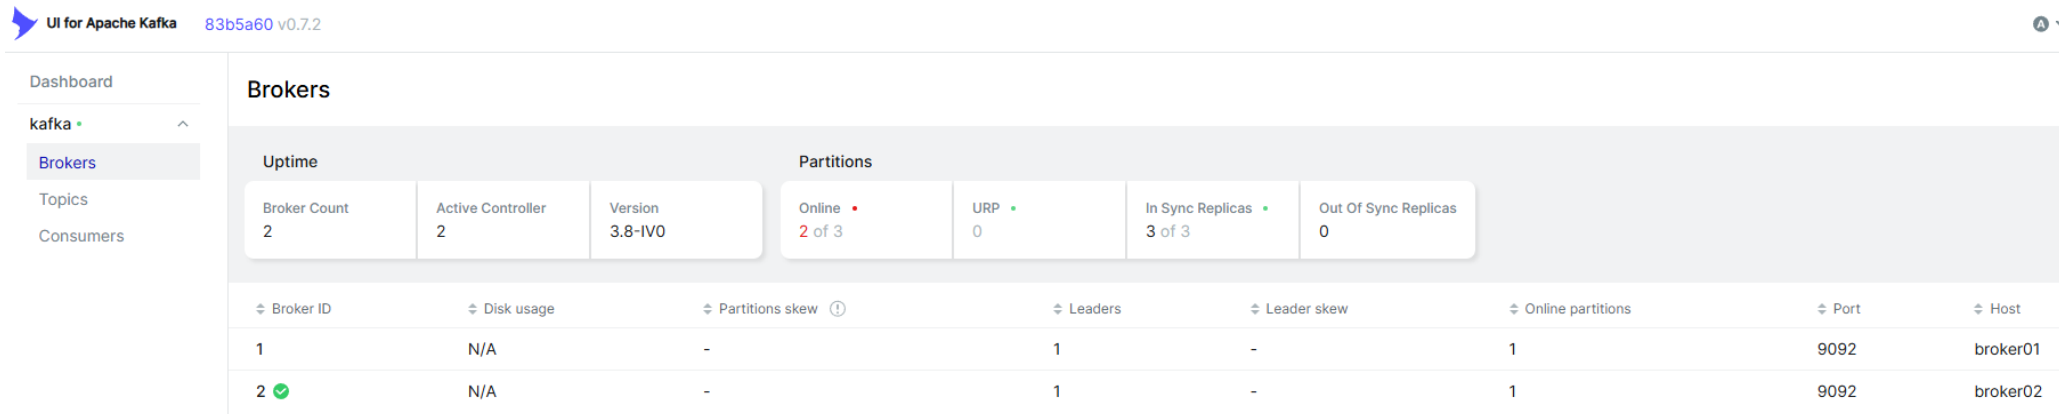 UI for Apache Kafka 83b5a60 v0.7.2 A
Dashboard
kafka
Brokers
Topics
Consumers
Brokers
Uptime
Broker Count
2
Active Controller
2
Version
3.8-IV0
Partitions
Online
2 of 3
URP
0
In Sync Replicas
3 of 3
Out Of Sync Replicas
0
Broker ID Disk usage Partitions skew Leaders Leader skew Online partitions Port Host
1 N/A - 1 - 1 9092 broker01
2 N/A - 1 - 1 9092 broker02